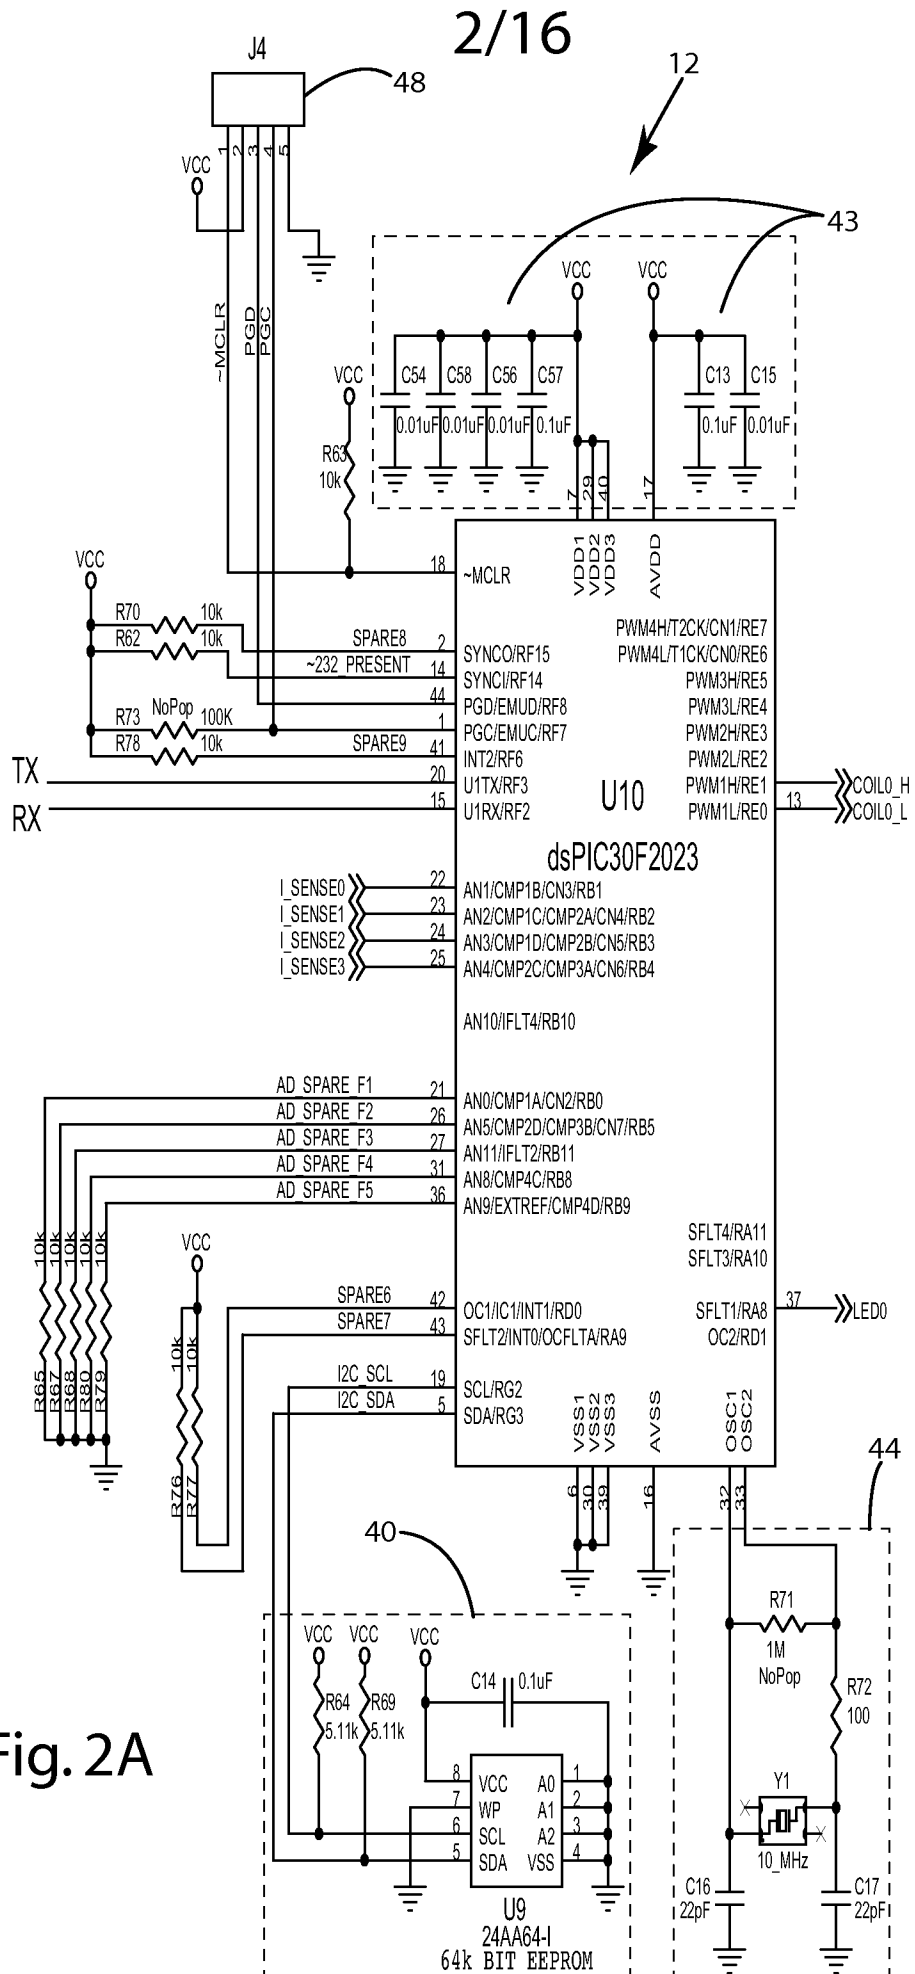 2/16
J4
48
12
1 2 3 4 5
VCC
43
VCC VCC
~MCLR
PGD
PGC
C54 C58 C56 C57 C13 C15
0.01uF 0.01uF 0.01uF 0.1uF 0.1uF 0.01uF
VCC
R63
10k
7 29 40 17
VDD1 VDD2 VDD3 AVDD
18 ~MCLR
VCC
PWM4H/T2CK/CN1/RE7
R70 10k SPARE8 2 SYNCO/RF15 PWM4L/T1CK/CN0/RE6
R62 10k ~232_PRESENT 14 SYNCI/RF14 PWM3H/RE5
44 PGD/EMUD/RF8 PWM3L/RE4
R73 NoPop 100K 1 PGC/EMUC/RF7 PWM2H/RE3
R78 10k SPARE9 41 INT2/RF6 PWM2L/RE2
TX 20 U1TX/RF3 U10 PWM1H/RE1 COIL0_H
RX 15 U1RX/RF2 PWM1L/RE0 13 COIL0_L
dsPIC30F2023
I_SENSE0 22 AN1/CMP1B/CN3/RB1
I_SENSE1 23 AN2/CMP1C/CMP2A/CN4/RB2
I_SENSE2 24 AN3/CMP1D/CMP2B/CN5/RB3
I_SENSE3 25 AN4/CMP2C/CMP3A/CN6/RB4
AN10/IFLT4/RB10
AD_SPARE_F1 21 AN0/CMP1A/CN2/RB0
AD_SPARE_F2 26 AN5/CMP2D/CMP3B/CN7/RB5
AD_SPARE_F3 27 AN11/IFLT2/RB11
AD_SPARE_F4 31 AN8/CMP4C/RB8
AD_SPARE_F5 36 AN9/EXTREF/CMP4D/RB9
10k 10k 10k 10k 10k
SFLT4/RA11
SFLT3/RA10
VCC
SPARE6 42 OC1/IC1/INT1/RD0 SFLT1/RA8 37 LED0
SPARE7 43 SFLT2/INT0/OCFLTA/RA9 OC2/RD1
10k 10k
I2C_SCL 19 SCL/RG2
I2C_SDA 5 SDA/RG3
R65 R67 R68 R80 R79
R76 R77
VSS1 VSS2 VSS3 AVSS OSC1 OSC2
6 30 39 16 32 33
44
40
R71
1M
NoPop
VCC VCC VCC
C14 0.1uF
R64 R69
5.11k 5.11k
R72
100
Fig. 2A
Y1
8 VCC A0 1
7 WP A1 2
6 SCL A2 3
5 SDA VSS 4
10_MHz
C16
22pF
C17
22pF
U9
24AA64-I
64k BIT EEPROM